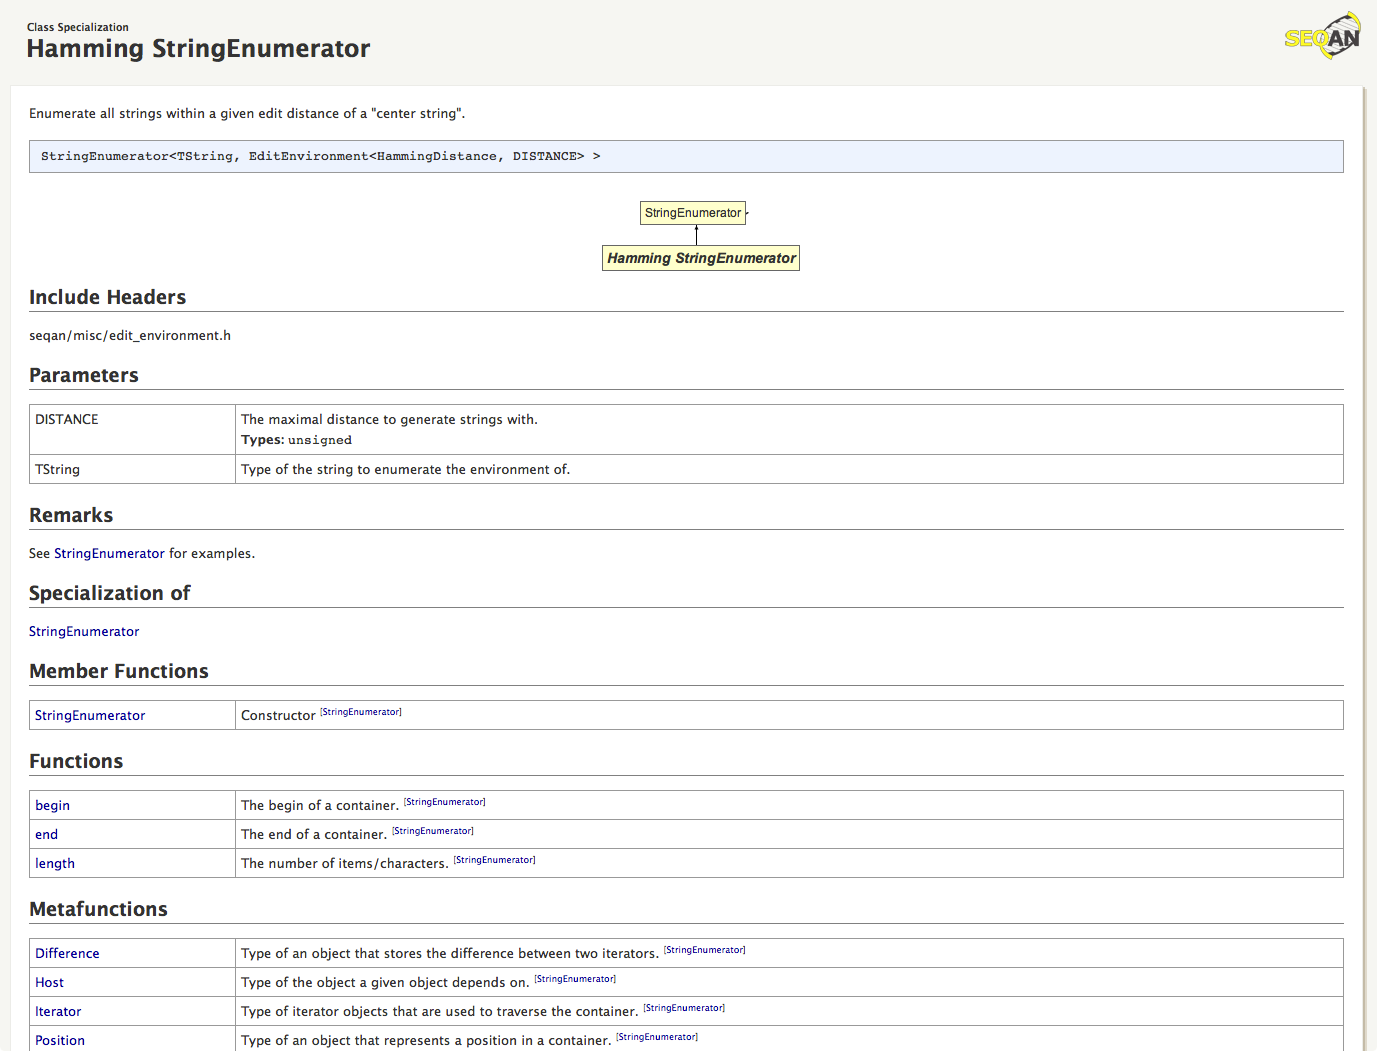 Class Specialization
Hamming StringEnumerator
SEQAN
Enumerate all strings within a given edit distance of a "center string".
StringEnumerator<TString, EditEnvironment<HammingDistance, DISTANCE> >
StringEnumerator
Hamming StringEnumerator
Include Headers
seqan/misc/edit_environment.h
Parameters
DISTANCE The maximal distance to generate strings with.
Types: unsigned
TString Type of the string to enumerate the environment of.
Remarks
See StringEnumerator for examples.
Specialization of
StringEnumerator
Member Functions
StringEnumerator Constructor [StringEnumerator]
Functions
begin The begin of a container. [StringEnumerator]
end The end of a container. [StringEnumerator]
length The number of items/characters. [StringEnumerator]
Metafunctions
Difference Type of an object that stores the difference between two iterators. [StringEnumerator]
Host Type of the object a given object depends on. [StringEnumerator]
Iterator Type of iterator objects that are used to traverse the container. [StringEnumerator]
Position Type of an object that represents a position in a container. [StringEnumerator]